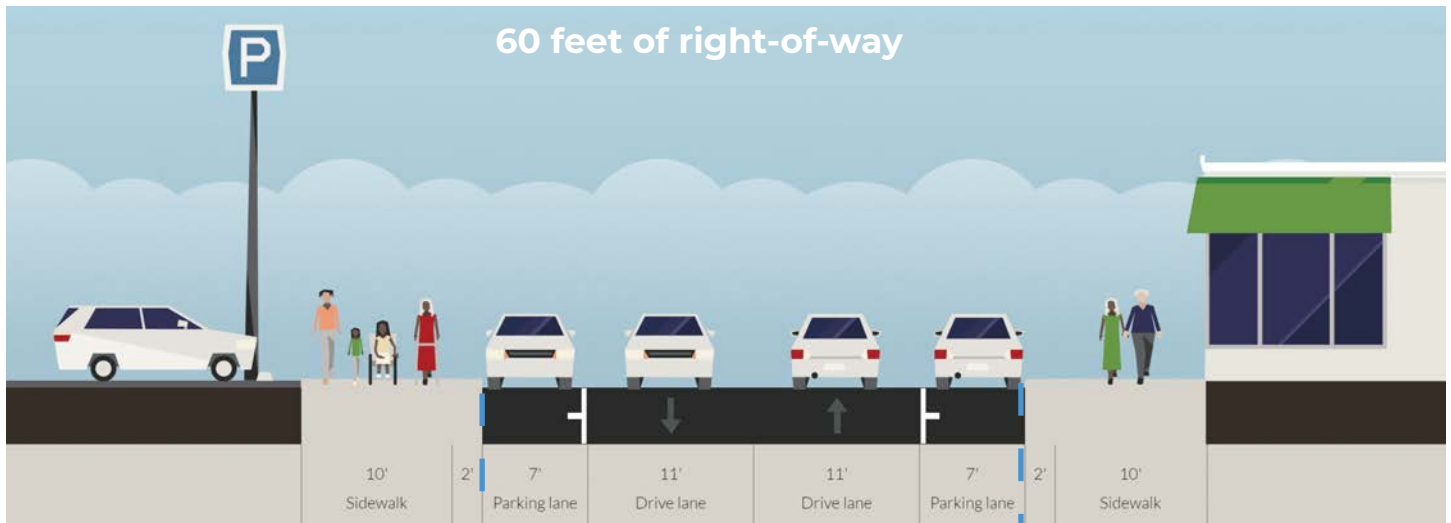 60 feet of right-of-way
P
10' 2' 7' 11' 11' 7' 2' 10'
Sidewalk Parking lane Drive lane Drive lane Parking lane Sidewalk